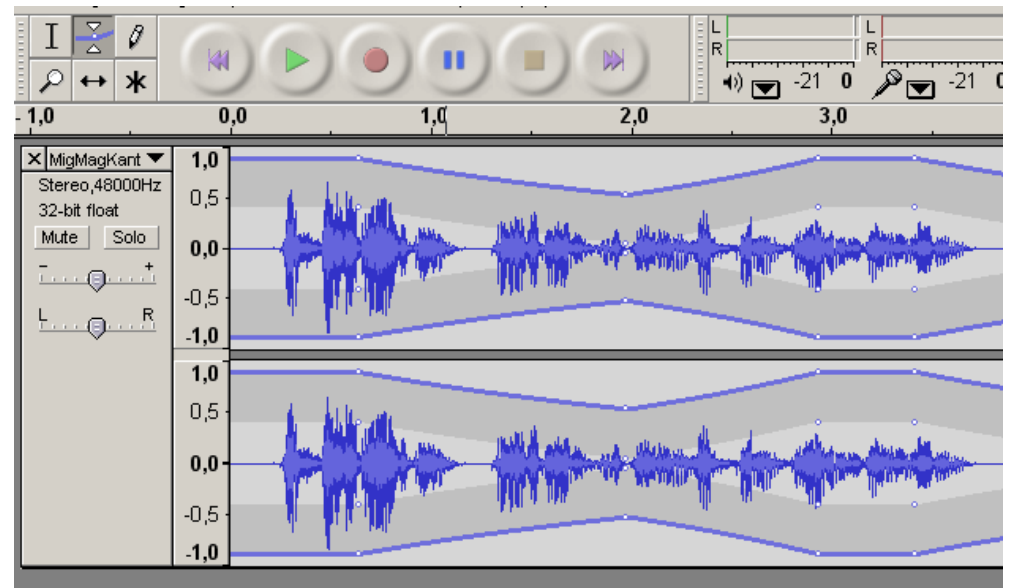 L L
R R
-21 0 -21 0
- 1,0 0,0 1,0 2,0 3,0
X MigMagKant 1,0
Stereo,48000Hz 0,5
32-bit float
Mute Solo 0,0
- +
-0,5
L R
-1,0
1,0
0,5
0,0
-0,5
-1,0